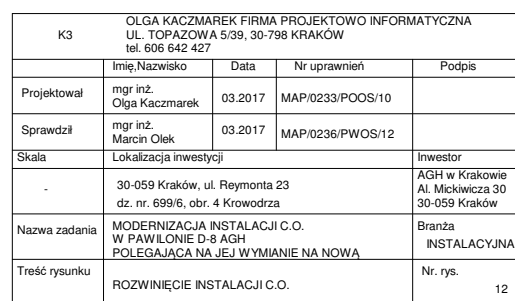 K3
OLGA KACZMAREK FIRMA PROJEKTOWO INFORMATYCZNA
UL. TOPAZOWA 5/39, 30-798 KRAKÓW
tel. 606 642 427
Imię,Nazwisko Data Nr uprawnień Podpis
Projektował mgr inż. Olga Kaczmarek 03.2017 MAP/0233/POOS/10
Sprawdził mgr inż. Marcin Olek 03.2017 MAP/0236/PWOS/12
Skala Lokalizacja inwestycji Inwestor
- 30-059 Kraków, ul. Reymonta 23
dz. nr. 699/6, obr. 4 Krowodrza
AGH w Krakowie
Al. Mickiwicza 30
30-059 Kraków
Nazwa zadania
MODERNIZACJA INSTALACJI C.O.
W PAWILONIE D-8 AGH
POLEGAJĄCA NA JEJ WYMIANIE NA NOWĄ
Branża
INSTALACYJNA
Treść rysunku
ROZWINIĘCIE INSTALACJI C.O.
Nr. rys.
12